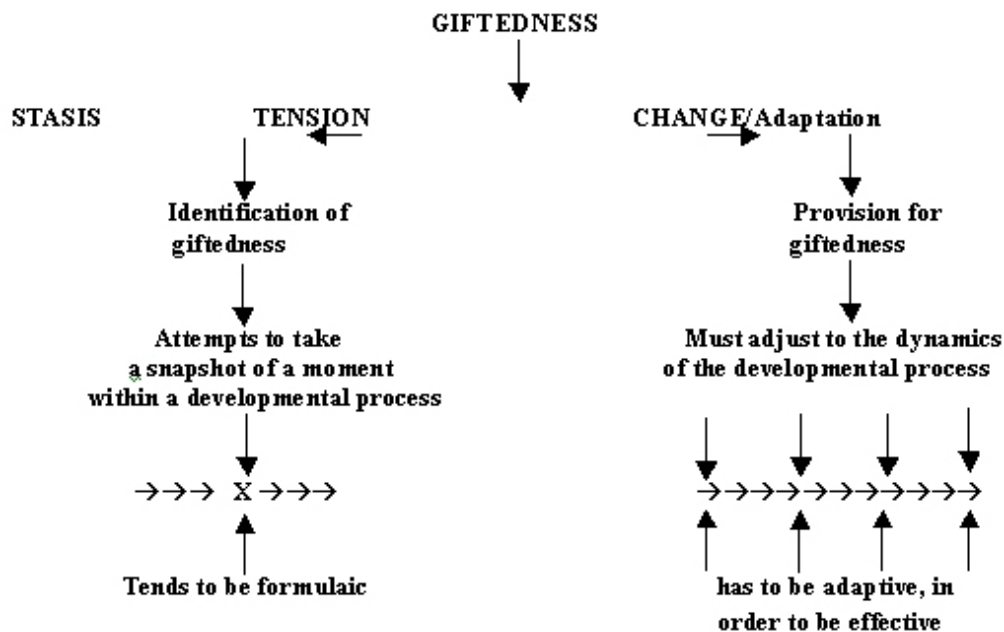 GIFTEDNESS
STASIS TENSION CHANGE/Adaptation
Identification of
giftedness
Provision for
giftedness
Attempts to take
a snapshot of a moment
within a developmental process
Must adjust to the dynamics
of the developmental process
→→→ X →→→
→→→→→→→→→→→
Tends to be formulaic
has to be adaptive, in
order to be effective